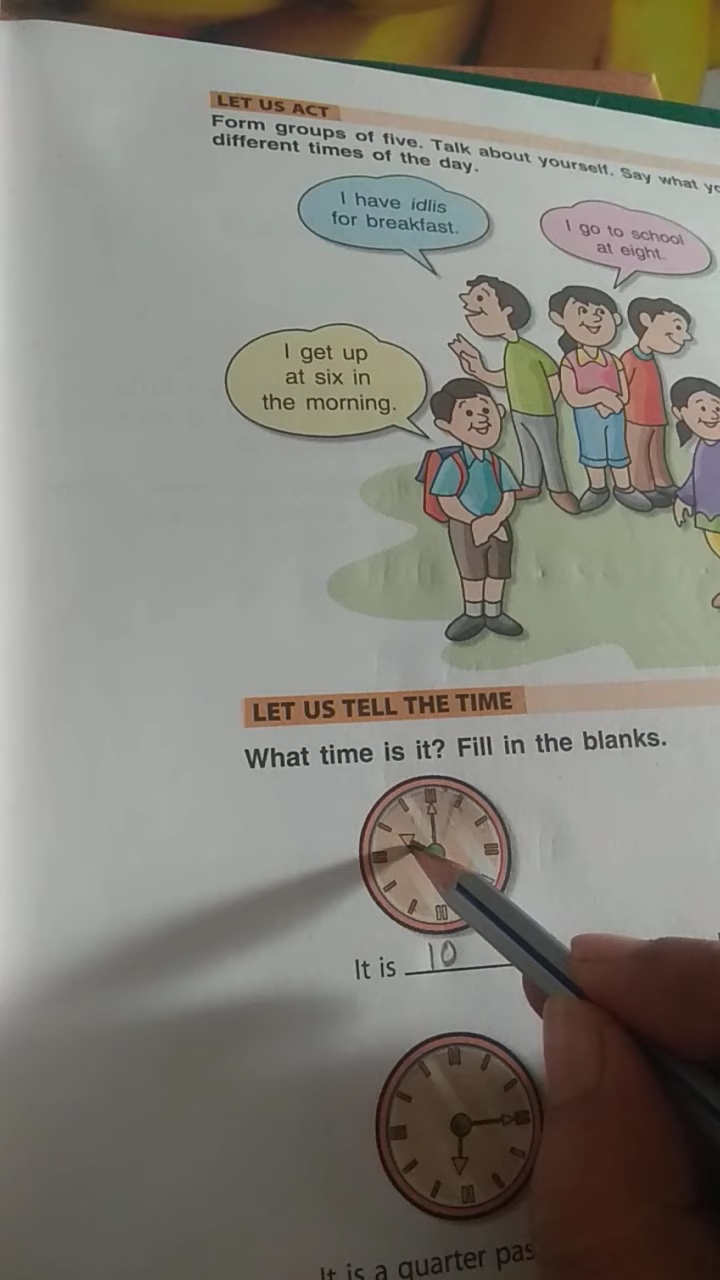 LET US ACT
Form groups of five. Talk about yourself. Say what
different times of the day.
I have idlis
for breakfast.
I go to school
at eight.
I get up
at six in
the morning.
LET US TELL THE TIME
What time is it? Fill in the blanks.
It is 10
It is a quarter